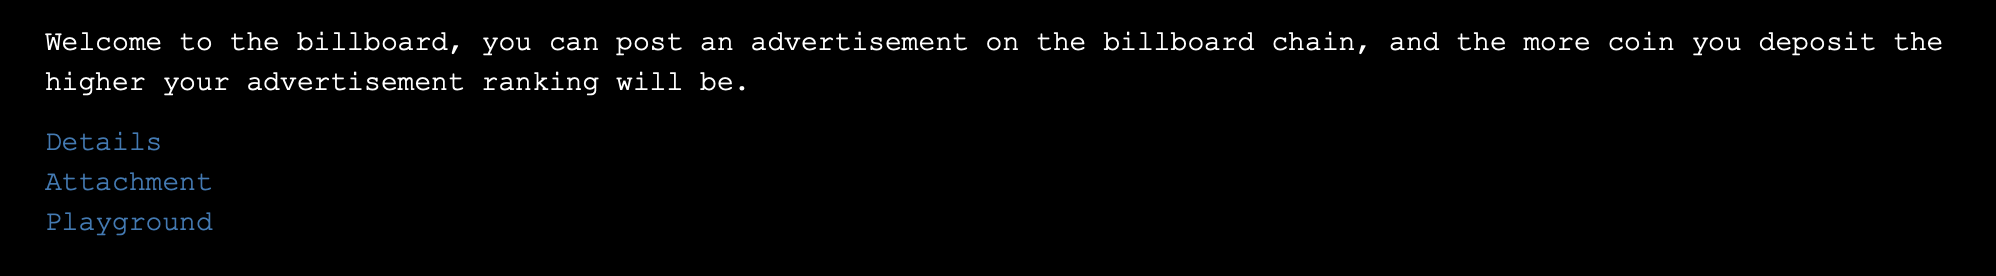 Welcome to the billboard, you can post an advertisement on the billboard chain, and the more coin you deposit the
higher your advertisement ranking will be.
Details
Attachment
Playground